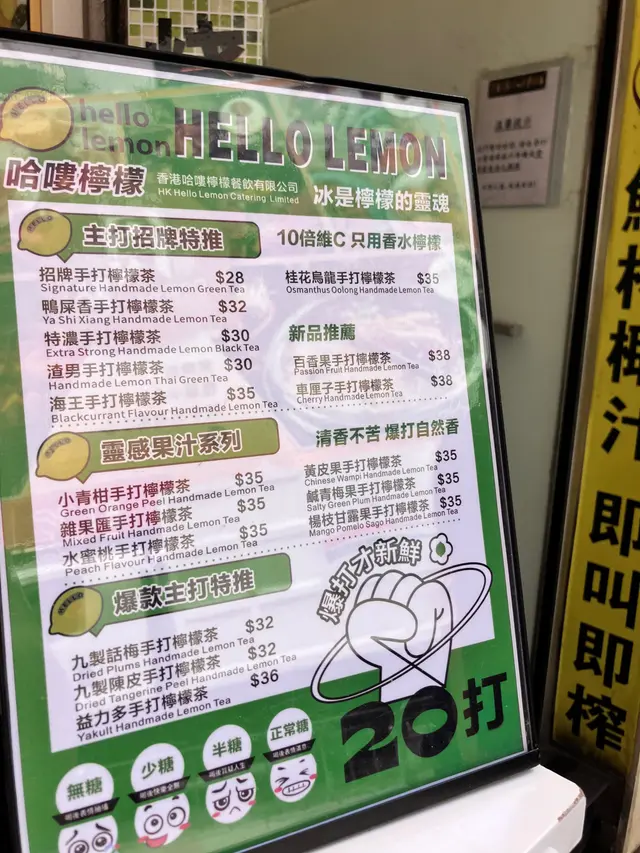 hello
lemon
HELLO LEMON
哈嘍檸檬
香港哈嘍檸檬餐飲有限公司
HK Hello Lemon Catering Limited
冰是檸檬的靈魂
主打招牌特推
10倍維C 只用香水檸檬
招牌手打檸檬茶 $28
Signature Handmade Lemon Green Tea
鴨屎香手打檸檬茶 $32
Ya Shi Xiang Handmade Lemon Tea
特濃手打檸檬茶 $30
Extra Strong Handmade Lemon Black Tea
渣男手打檸檬茶 $30
Handmade Lemon Thai Green Tea
海王手打檸檬茶 $35
Blackcurrant Flavour Handmade Lemon Tea
桂花烏龍手打檸檬茶 $35
Osmanthus Oolong Handmade Lemon Tea
新品推薦
百香果手打檸檬茶 $38
Passion Fruit Handmade Lemon Tea
車厘子手打檸檬茶 $38
Cherry Handmade Lemon Tea
靈感果汁系列
清香不苦 爆打自然香
小青柑手打檸檬茶 $35
Green Orange Peel Handmade Lemon Tea
雜果匯手打檸檬茶 $35
Mixed Fruit Handmade Lemon Tea
水蜜桃手打檸檬茶 $35
Peach Flavour Handmade Lemon Tea
黃皮果手打檸檬茶 $35
Chinese Wampi Handmade Lemon Tea
鹹青梅果手打檸檬茶 $35
Salty Green Plum Handmade Lemon Tea
楊枝甘露果手打檸檬茶 $35
Mango Pomelo Sago Handmade Lemon Tea
爆款主打特推
九製話梅手打檸檬茶 $32
Dried Plums Handmade Lemon Tea
九製陳皮手打檸檬茶 $32
Dried Tangerine Peel Handmade Lemon Tea
益力多手打檸檬茶 $36
Yakult Handmade Lemon Tea
爆打才新鮮
20打
無糖
少糖
半糖
正常糖
溫馨提示
椰汁
即叫即榨